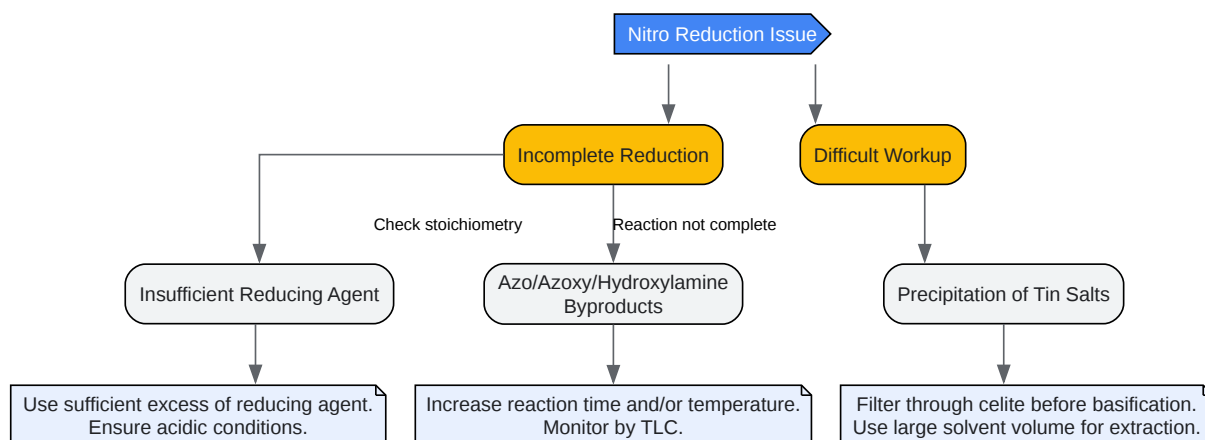 Nitro Reduction Issue
Incomplete Reduction
Difficult Workup
Check stoichiometry
Reaction not complete
Insufficient Reducing Agent
Azo/Azoxy/Hydroxylamine
Byproducts
Precipitation of Tin Salts
Use sufficient excess of reducing agent.
Ensure acidic conditions.
Increase reaction time and/or temperature.
Monitor by TLC.
Filter through celite before basification.
Use large solvent volume for extraction.